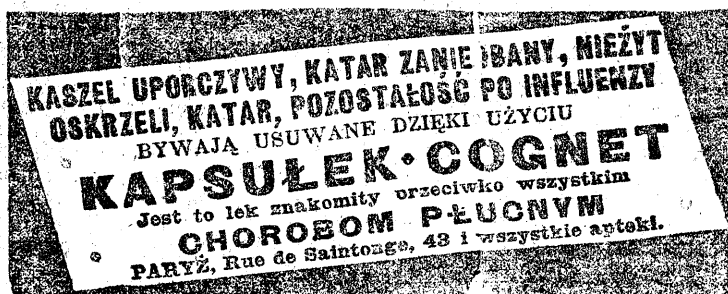 KASZEL UPORCZYWY, KATAR ZANIEDBANY, NIEŻYT
OSKRZELI, KATAR, POZOSTAŁOŚĆ PO INFLUENZY
BYWAJĄ USUWANE DZIĘKI UŻYCIU
KAPSUŁEK·COGNET
Jest to lek znakomity przeciwko wszystkim
CHOROBOM PŁUCNYM
PARYŻ, Rue de Saintonge, 43 i wszystkie apteki.